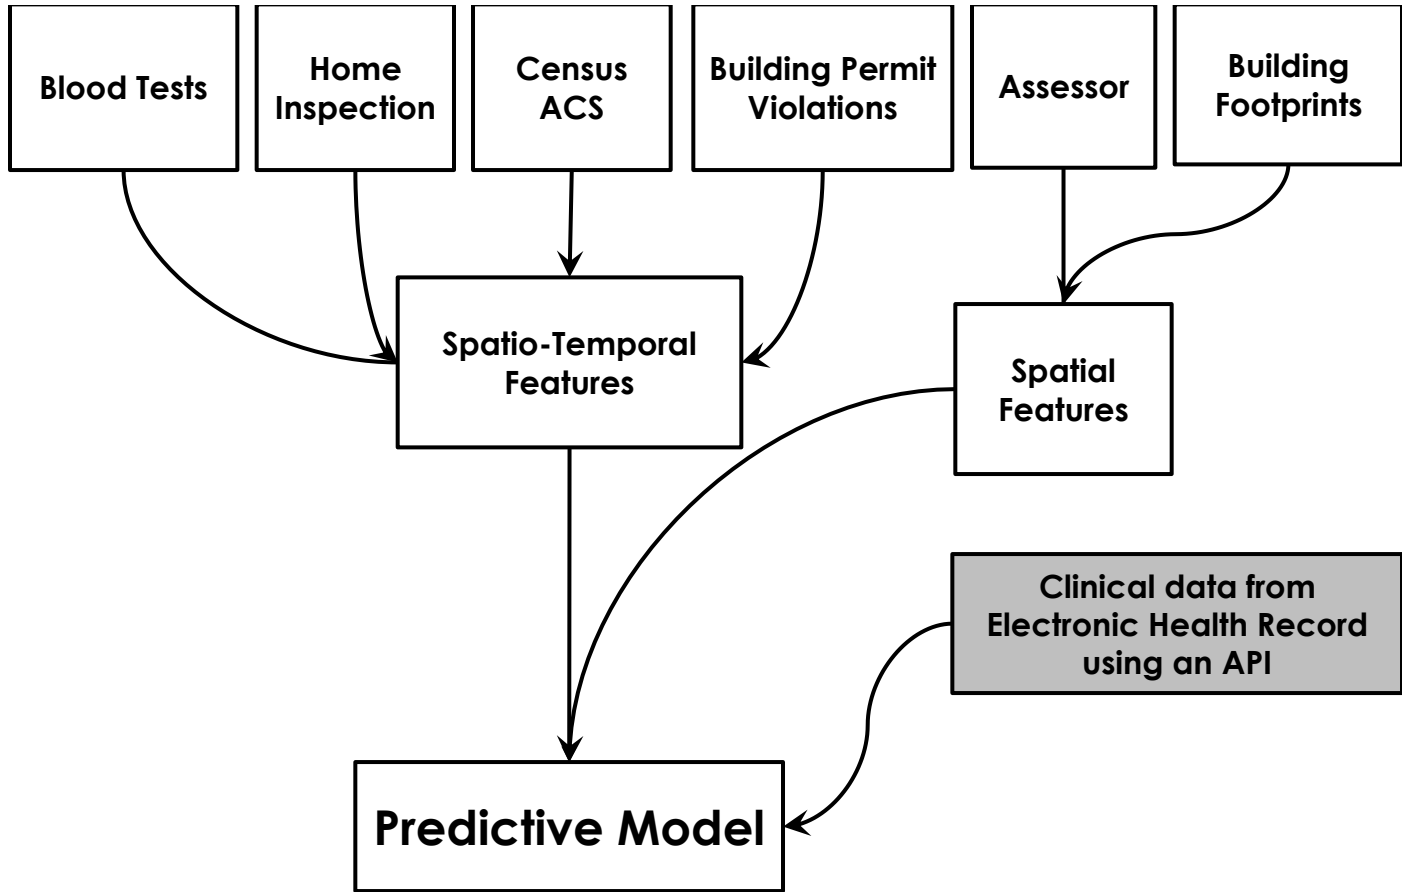 Blood Tests
Home
Inspection
Census
ACS
Building Permit
Violations
Assessor
Building
Footprints
Spatio-Temporal
Features
Spatial
Features
Clinical data from
Electronic Health Record
using an API
Predictive Model